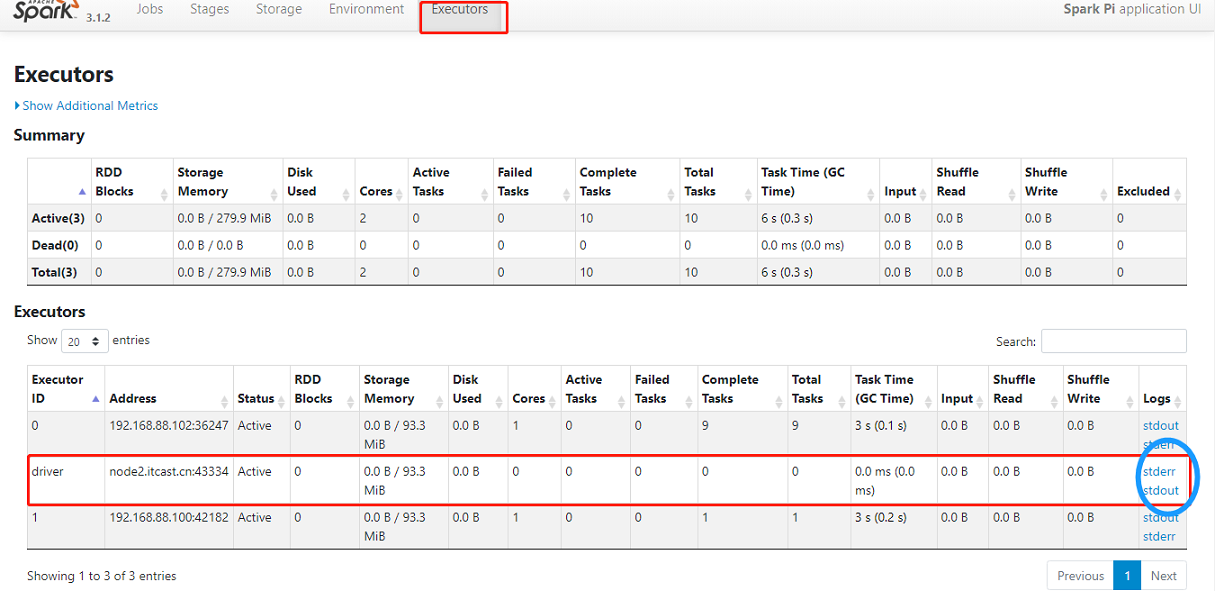 APACHE
Spark 3.1.2 Jobs Stages Storage Environment Executors Spark Pi application UI
Executors
Show Additional Metrics
Summary
RDD Blocks Storage Memory Disk Used Cores Active Tasks Failed Tasks Complete Tasks Total Tasks Task Time (GC Time) Input Shuffle Read Shuffle Write Excluded
Active(3) 0 0.0 B / 279.9 MiB 0.0 B 2 0 0 10 10 6 s (0.3 s) 0.0 B 0.0 B 0.0 B 0
Dead(0) 0 0.0 B / 0.0 B 0.0 B 0 0 0 0 0 0.0 ms (0.0 ms) 0.0 B 0.0 B 0.0 B 0
Total(3) 0 0.0 B / 279.9 MiB 0.0 B 2 0 0 10 10 6 s (0.3 s) 0.0 B 0.0 B 0.0 B 0
Executors
Show 20 entries Search:
Executor ID Address Status RDD Blocks Storage Memory Disk Used Cores Active Tasks Failed Tasks Complete Tasks Total Tasks Task Time (GC Time) Input Shuffle Read Shuffle Write Logs
0 192.168.88.102:36247 Active 0 0.0 B / 93.3 MiB 0.0 B 1 0 0 9 9 3 s (0.1 s) 0.0 B 0.0 B 0.0 B stdout stderr
driver node2.itcast.cn:43334 Active 0 0.0 B / 93.3 MiB 0.0 B 0 0 0 0 0 0.0 ms (0.0 ms) 0.0 B 0.0 B 0.0 B stderr stdout
1 192.168.88.100:42182 Active 0 0.0 B / 93.3 MiB 0.0 B 1 0 0 1 1 3 s (0.2 s) 0.0 B 0.0 B 0.0 B stdout stderr
Showing 1 to 3 of 3 entries Previous 1 Next